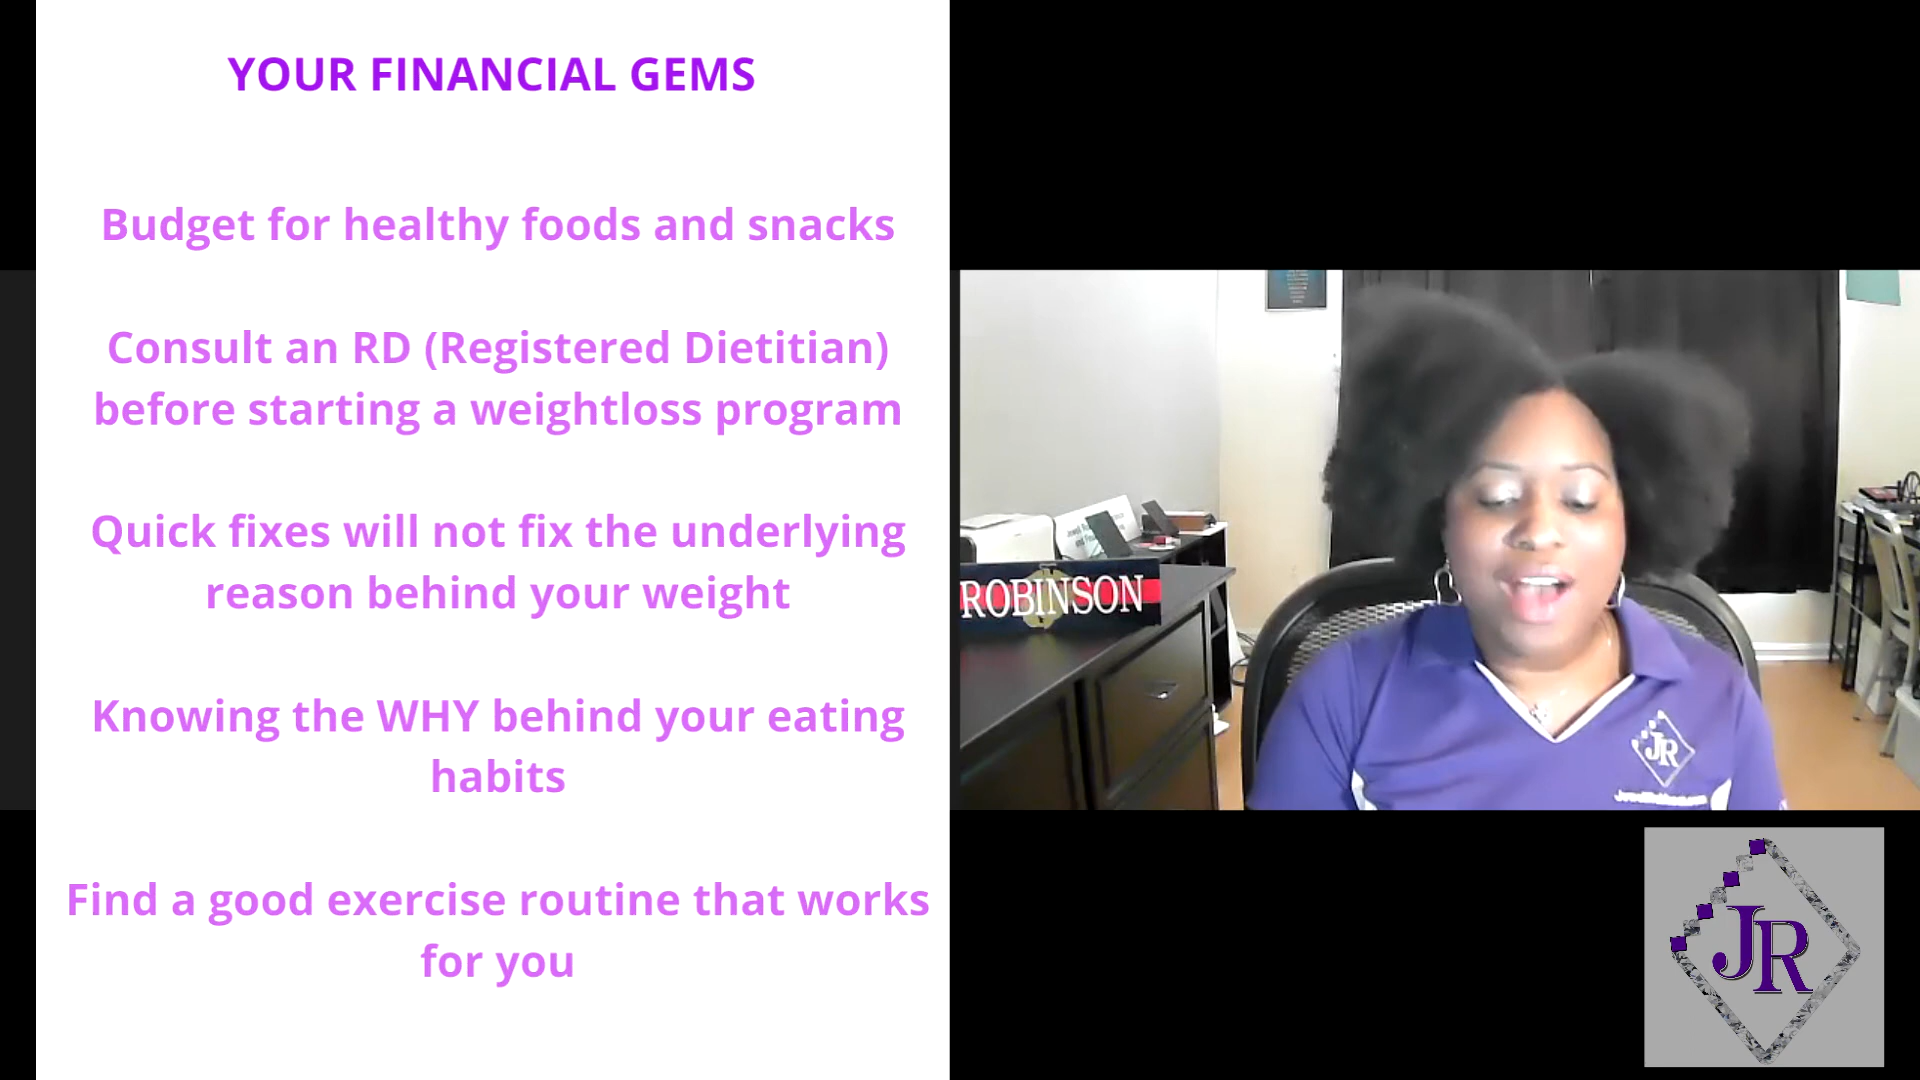 YOUR FINANCIAL GEMS
Budget for healthy foods and snacks
Consult an RD (Registered Dietitian)
before starting a weightloss program
Quick fixes will not fix the underlying
reason behind your weight
Knowing the WHY behind your eating
habits
Find a good exercise routine that works
for you
ROBINSON
JR
JR